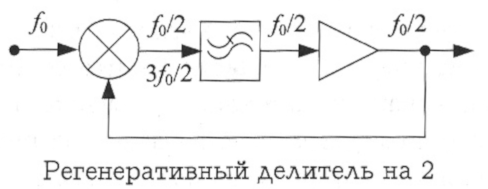 f₀ f₀/2 f₀/2 f₀/2
3f₀/2
Регенеративный делитель на 2